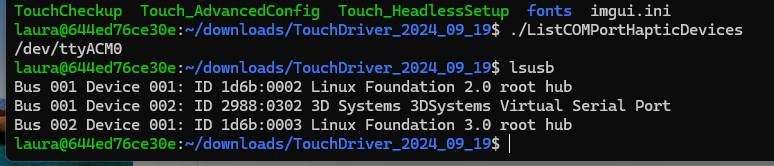 TouchCheckup Touch_AdvancedConfig Touch_HeadlessSetup fonts imgui.ini
laura@644ed76ce30e:~/downloads/TouchDriver_2024_09_19$ ./ListCOMPortHapticDevices
/dev/ttyACM0
laura@644ed76ce30e:~/downloads/TouchDriver_2024_09_19$ lsusb
Bus 001 Device 001: ID 1d6b:0002 Linux Foundation 2.0 root hub
Bus 001 Device 002: ID 2988:0302 3D Systems 3DSystems Virtual Serial Port
Bus 002 Device 001: ID 1d6b:0003 Linux Foundation 3.0 root hub
laura@644ed76ce30e:~/downloads/TouchDriver_2024_09_19$